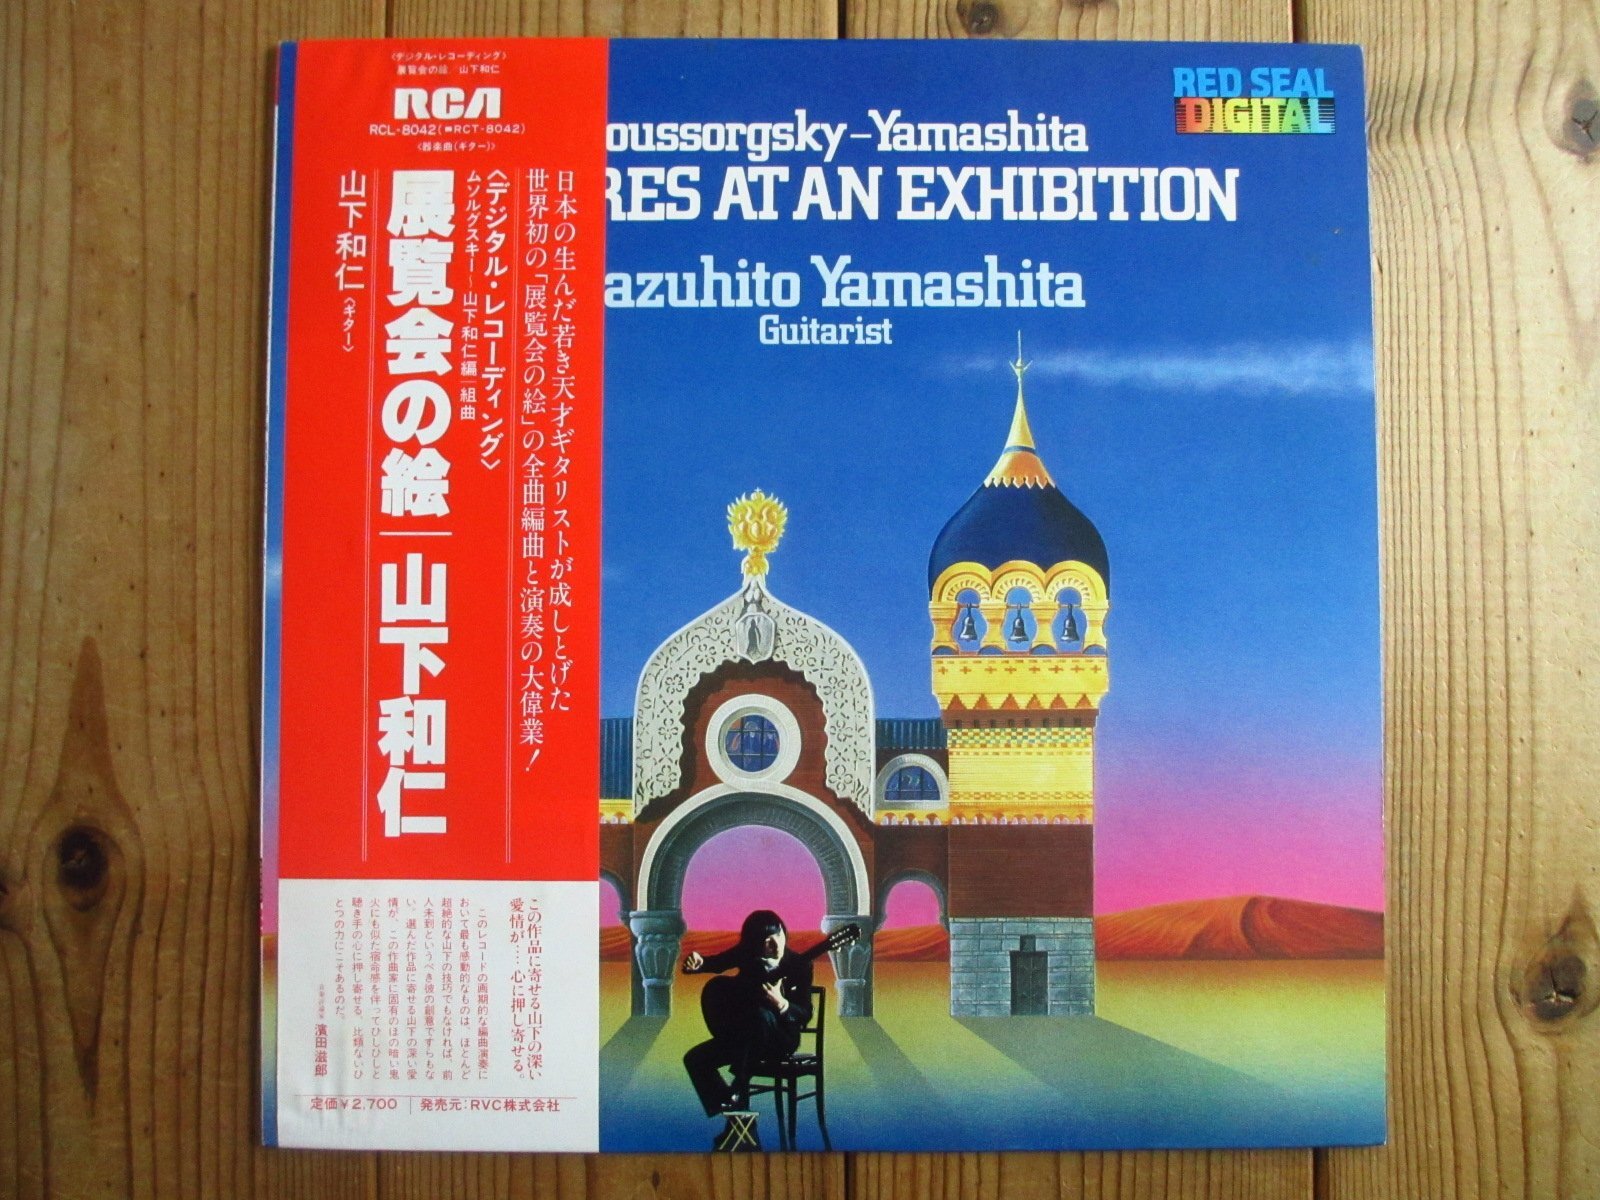 〈デジタル・レコーディング〉
展覧会の絵／山下和仁
RCA
RCL-8042(■RCT-8042)
〈器楽曲(ギター)〉
日本の生んだ若き天才ギタリストが成しとげた
世界初の「展覧会の絵」の全曲編曲と演奏の大偉業!
〈デジタル・レコーディング〉
ムソルグスキー〜山下和仁編｜組曲
展覧会の絵｜山下和仁
山下和仁〈ギター〉
この作品に寄せる山下の深い
愛情が……心に押し寄せる。
このレコードの画期的な編曲演奏に
おいて最も感動的なものは、ほとんど
超絶的な山下の技巧でもなければ、前
人未到というべき彼の創意ですらもな
い。選んだ作品に寄せる山下の深い愛
情が、この作曲家に固有のほの暗い鬼
火にも似た宿命感を伴ってひしひしと
聴き手の心に押し寄せる、比類ないひ
とつの力にこそあるのだ。
濱田滋郎
定価¥2,700｜発売元:RVC株式会社
RED SEAL
DIGITAL
oussorgsky–Yamashita
RES AT AN EXHIBITION
azuhito Yamashita
Guitarist